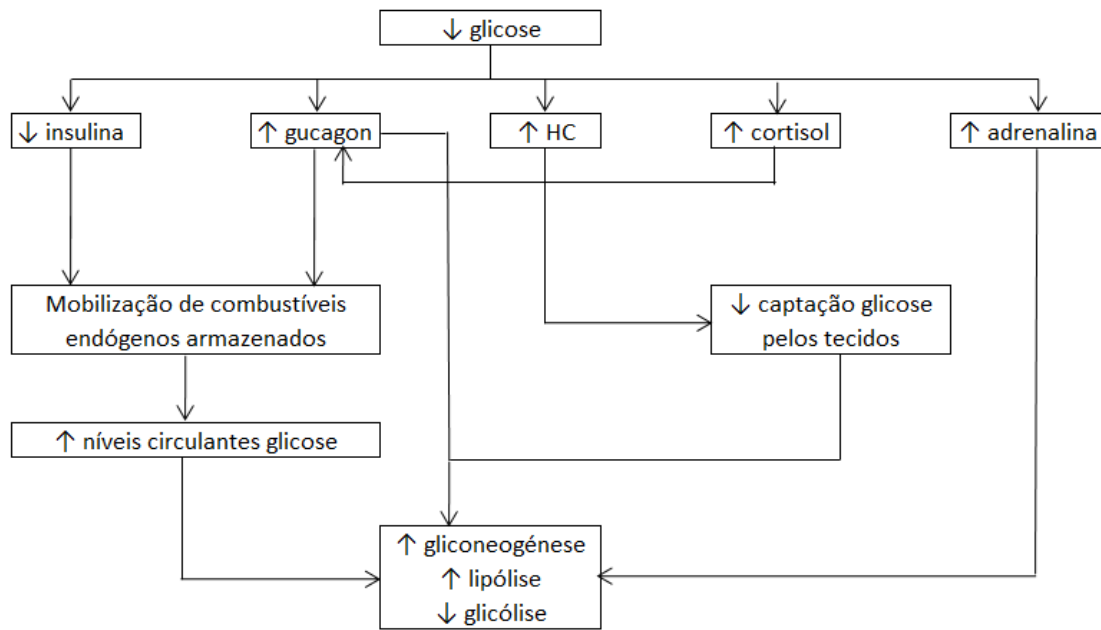 ↓ glicose
↓ insulina
↑ gucagon
↑ HC
↑ cortisol
↑ adrenalina
Mobilização de combustíveis
endógenos armazenados
↓ captação glicose
pelos tecidos
↑ níveis circulantes glicose
↑ gliconeogénese
↑ lipólise
↓ glicólise